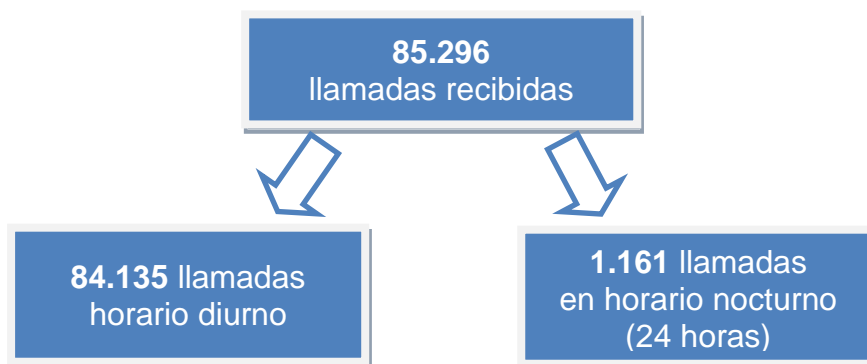 85.296
llamadas recibidas
84.135 llamadas
horario diurno
1.161 llamadas
en horario nocturno
(24 horas)